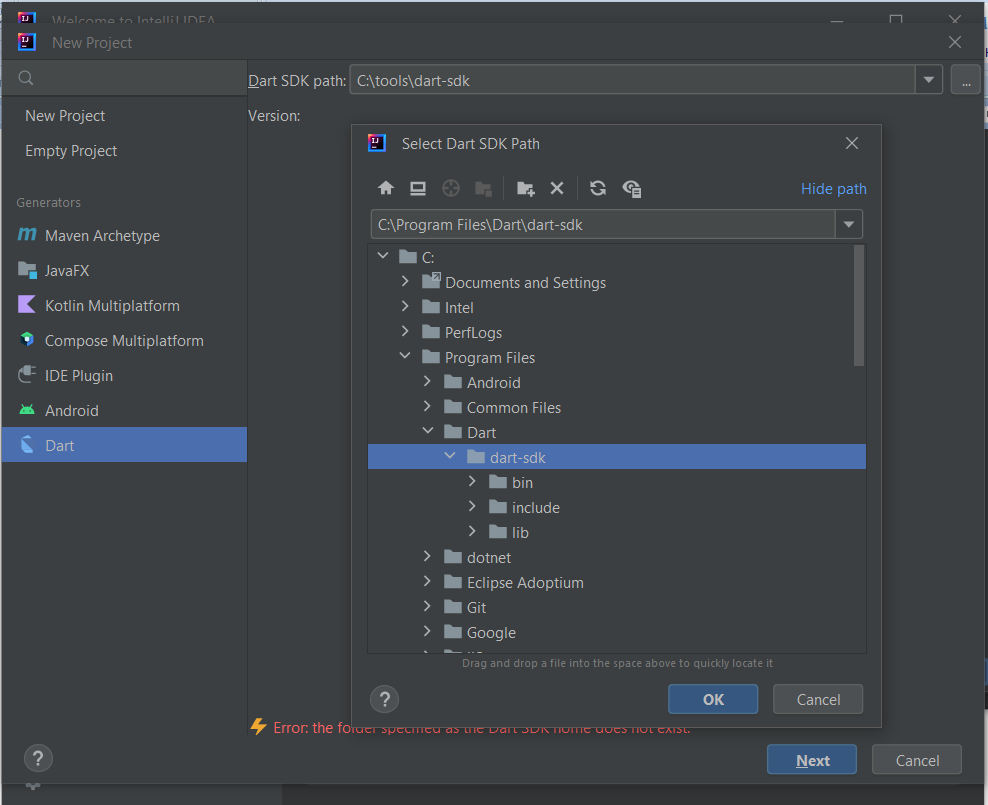 Welcome to IntelliJ IDEA
New Project
Dart SDK path: C:\tools\dart-sdk
...
New Project
Version:
Empty Project
Select Dart SDK Path
Hide path
Generators
C:\Program Files\Dart\dart-sdk
Maven Archetype
JavaFX
Kotlin Multiplatform
Compose Multiplatform
IDE Plugin
Android
Dart
C:
Documents and Settings
Intel
PerfLogs
Program Files
Android
Common Files
Dart
dart-sdk
bin
include
lib
dotnet
Eclipse Adoptium
Git
Google
Drag and drop a file into the space above to quickly locate it
? OK Cancel
Error: the folder specified as the Dart SDK home does not exist.
? Next Cancel